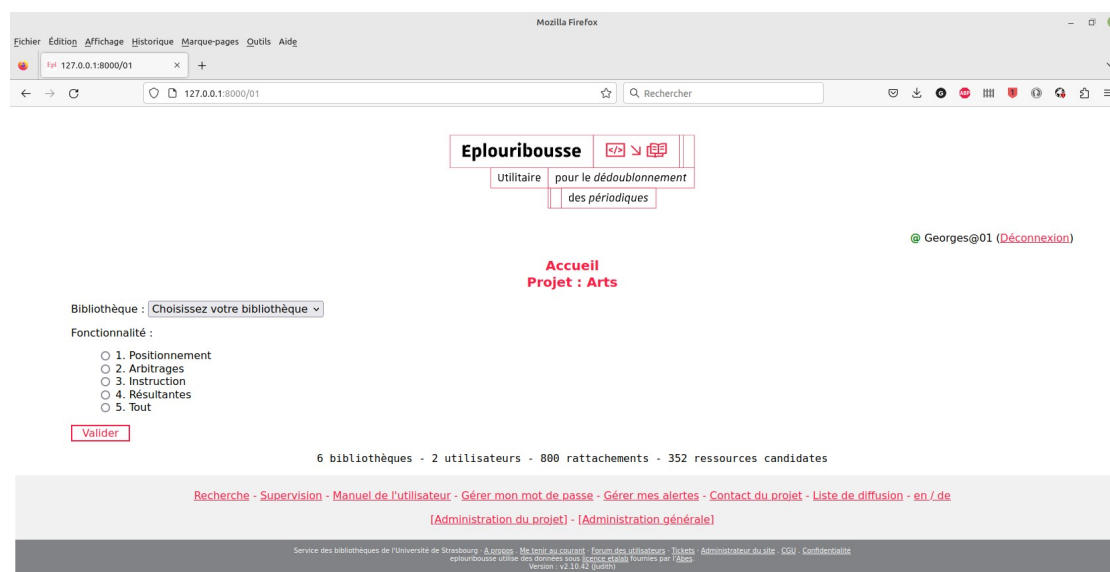 Mozilla Firefox
Fichier Édition Affichage Historique Marque-pages Outils Aide
Epl 127.0.0.1:8000/01 × +
127.0.0.1:8000/01 Rechercher
Eplouribousse </>
Utilitaire pour le dédoublonnement
des périodiques
@ Georges@01 (Déconnexion)
Accueil
Projet : Arts
Bibliothèque : Choisissez votre bibliothèque
Fonctionnalité :
1. Positionnement
2. Arbitrages
3. Instruction
4. Résultantes
5. Tout
Valider
6 bibliothèques - 2 utilisateurs - 800 rattachements - 352 ressources candidates
Recherche - Supervision - Manuel de l'utilisateur - Gérer mon mot de passe - Gérer mes alertes - Contact du projet - Liste de diffusion - en / de
[Administration du projet] - [Administration générale]
Service des bibliothèques de l'Université de Strasbourg · A propos · Me tenir au courant · Forum des utilisateurs · Tickets · Administrateur du site · CGU · Confidentialité
eplouribousse utilise des données sous licence etalab fournies par l'Abes.
Version : v2.10.42 (Judith)